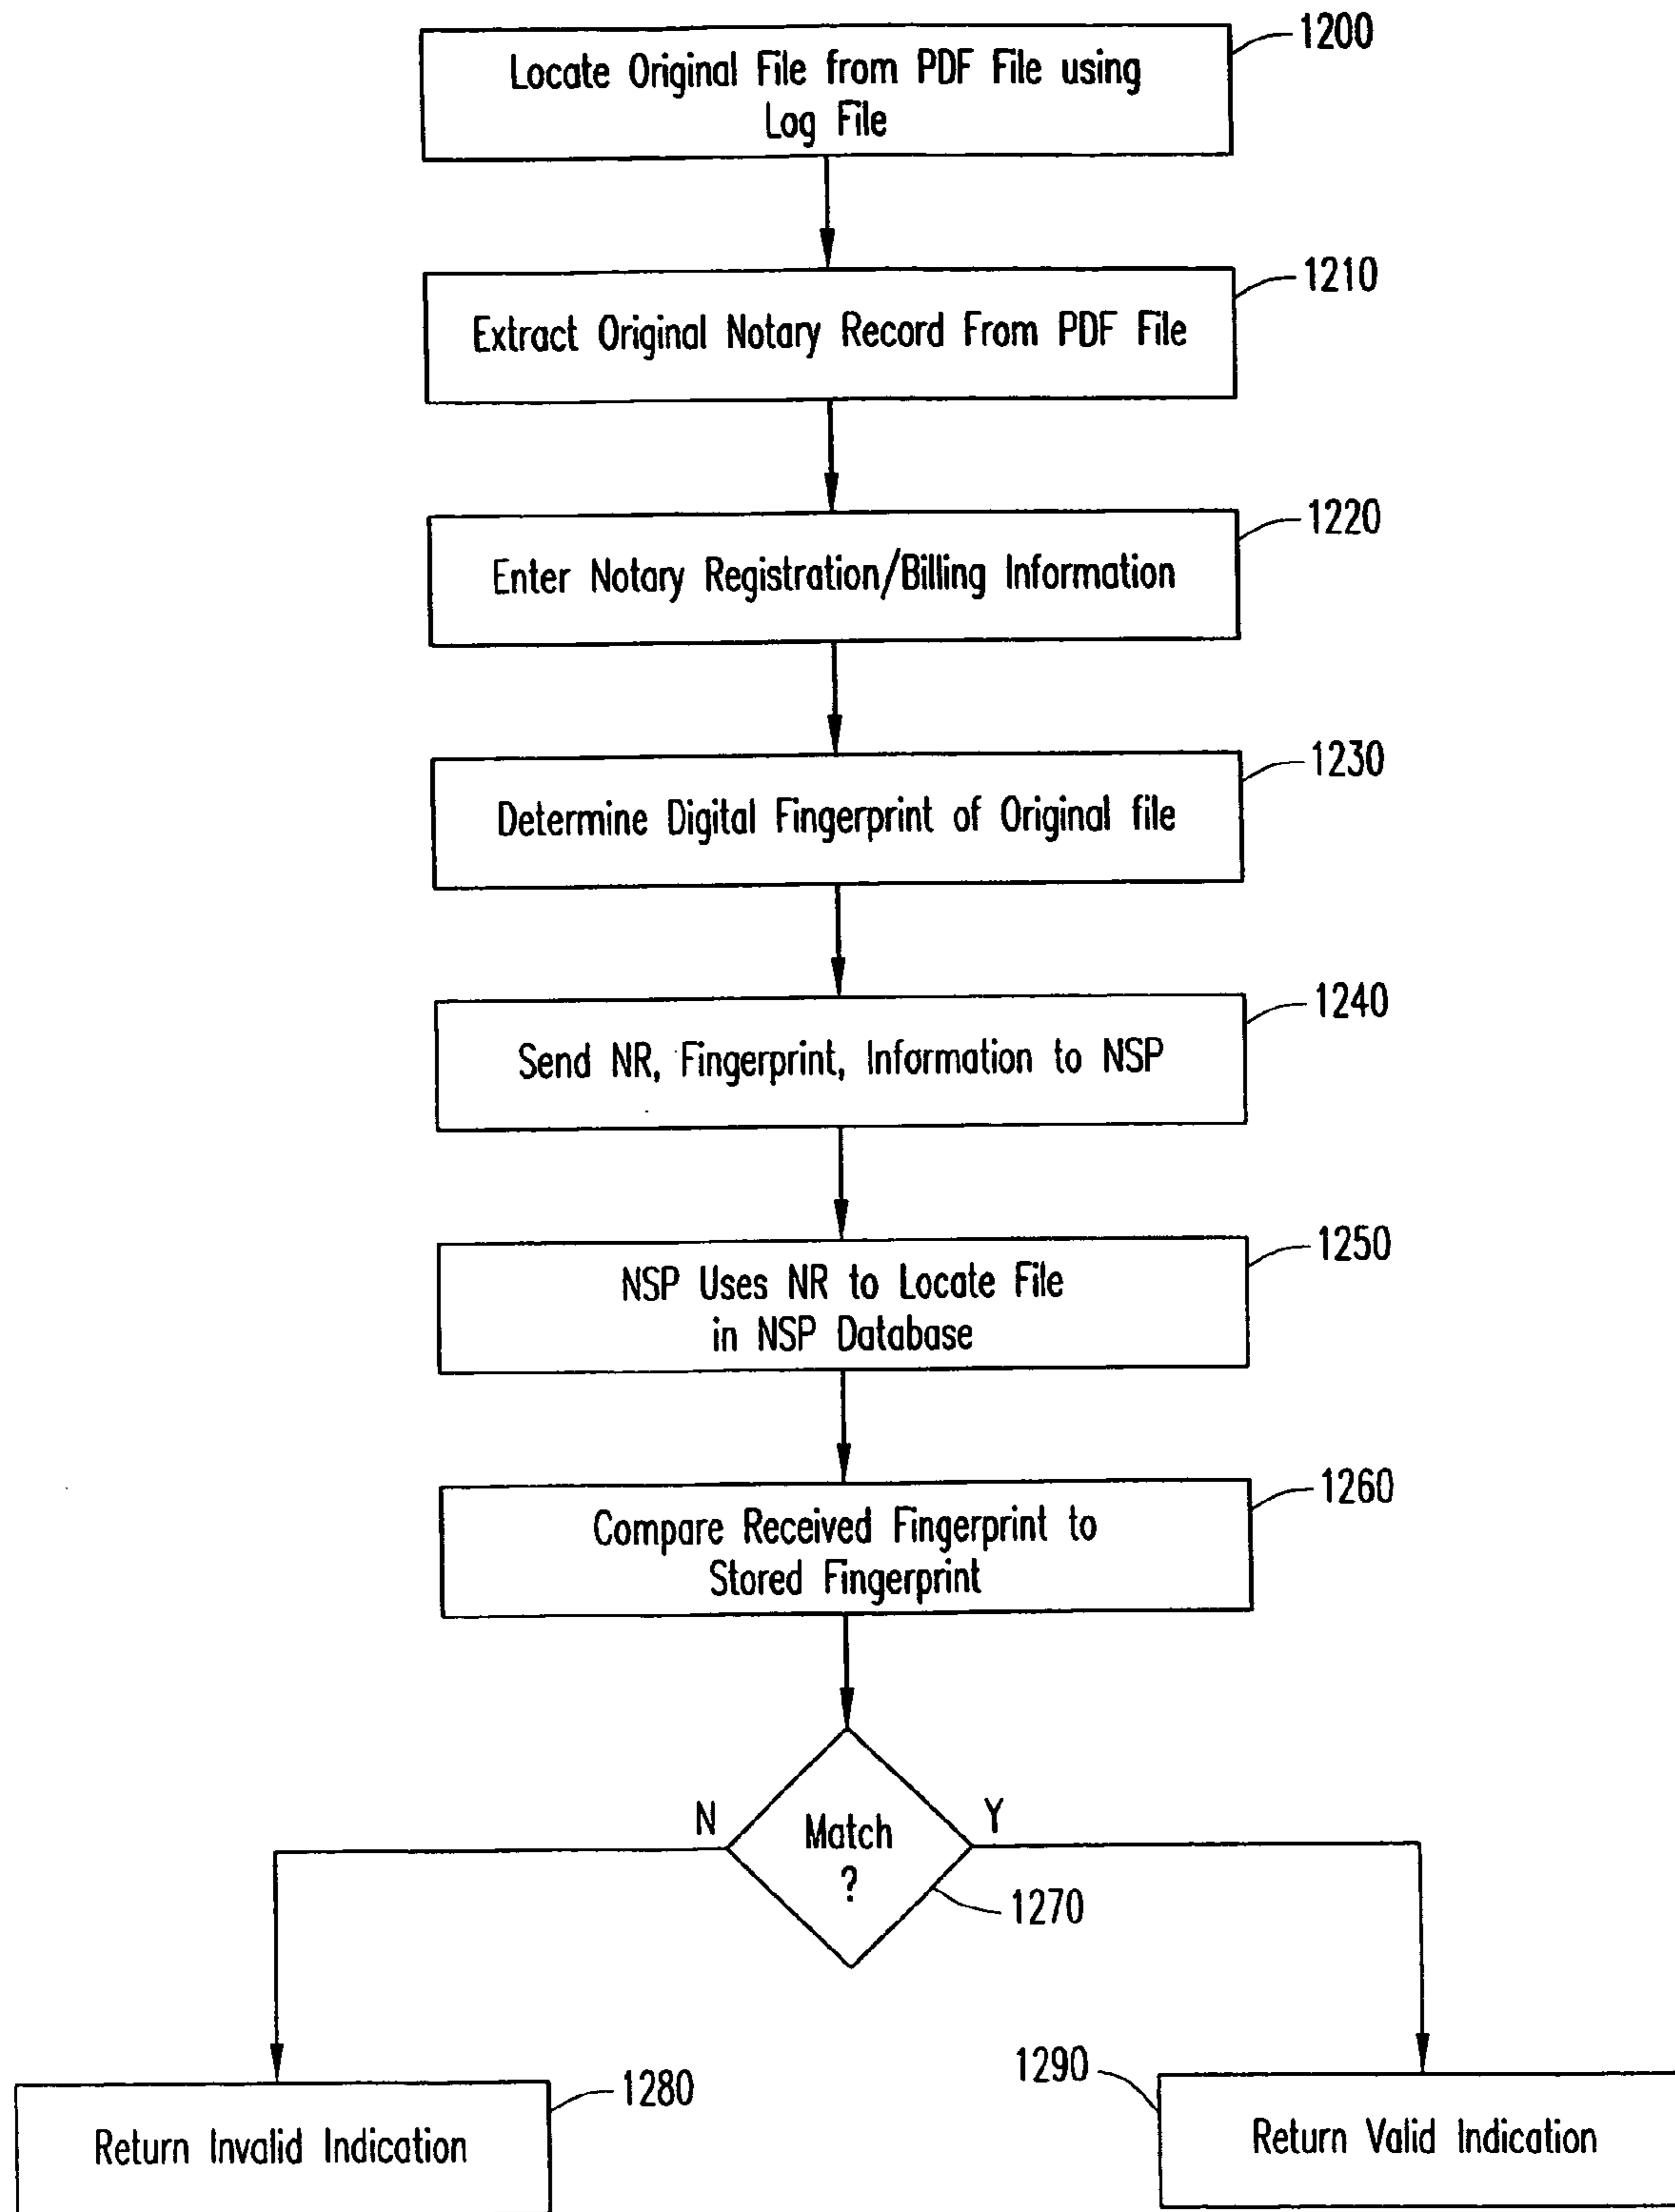 1200
Locate Original File from PDF File using
Log File
1210
Extract Original Notary Record From PDF File
1220
Enter Notary Registration/Billing Information
1230
Determine Digital Fingerprint of Original file
1240
Send NR, Fingerprint, Information to NSP
1250
NSP Uses NR to Locate File
in NSP Database
1260
Compare Received Fingerprint to
Stored Fingerprint
N
Y
Match
?
1270
1280
Return Invalid Indication
1290
Return Valid Indication